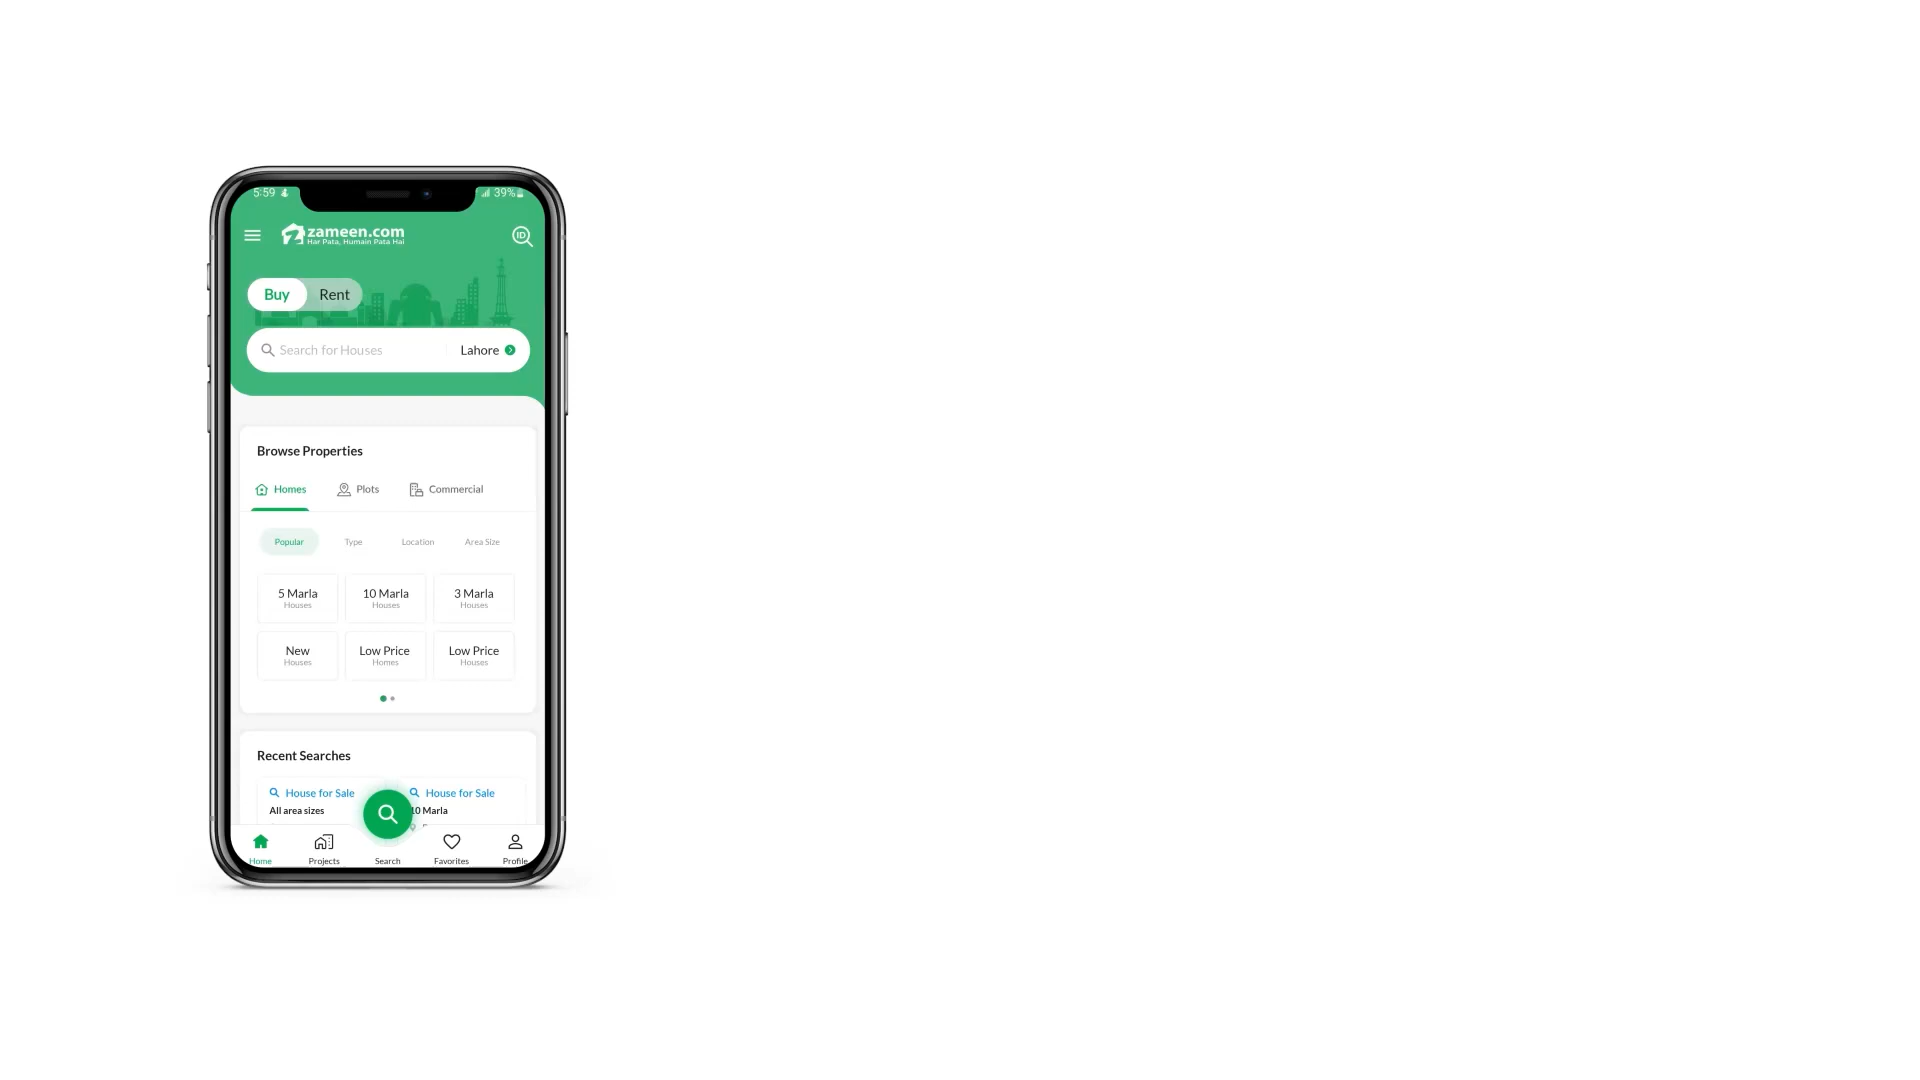 5:59
39%
zameen.com
Har Pata, Humain Pata Hai
ID
Buy
Rent
Search for Houses
Lahore
Browse Properties
Homes
Plots
Commercial
Popular
Type
Location
Area Size
5 Marla
Houses
10 Marla
Houses
3 Marla
Houses
New
Houses
Low Price
Homes
Low Price
Houses
Recent Searches
House for Sale
All area sizes
House for Sale
10 Marla
Home
Projects
Search
Favorites
Profile